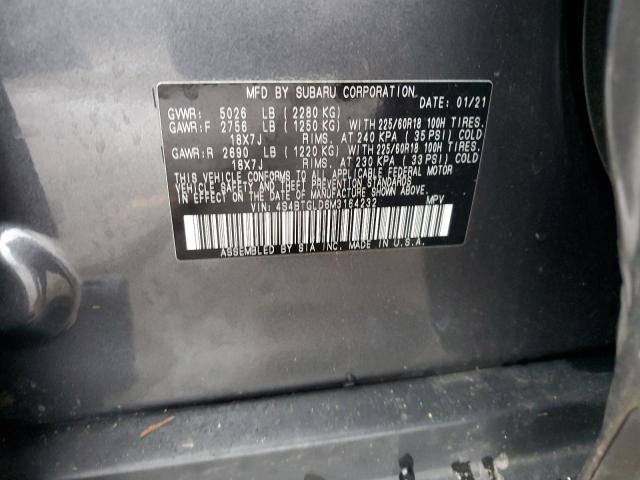 MFD BY SUBARU CORPORATION
DATE: 01/21
GVWR: 5026 LB (2280 KG)
GAWR:F 2756 LB (1250 KG) WITH 225/60R18 100H TIRES.
18X7J RIMS. AT 240 KPA (35 PSI) COLD
GAWR:R 2690 LB (1220 KG) WITH 225/60R18 100H TIRES.
18X7J RIMS. AT 230 KPA (33 PSI) COLD
THIS VEHICLE CONFORMS TO ALL APPLICABLE FEDERAL MOTOR
VEHICLE SAFETY AND THEFT PREVENTION STANDARDS
IN EFFECT ON THE DATE OF MANUFACTURE SHOWN ABOVE.
VIN: 4S4BTGLD6M3164232 MPV
ASSEMBLED BY SIA INC. MADE IN U.S.A.